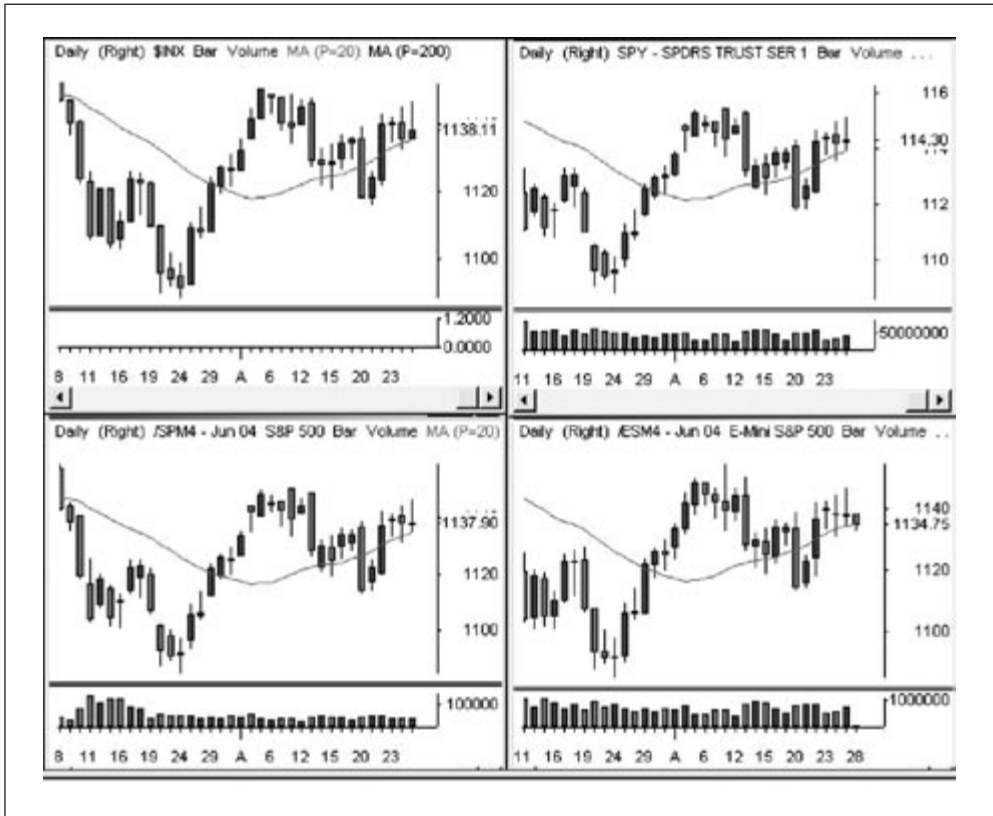 Daily (Right) $INX Bar Volume MA (P=20) MA (P=200)
1138.11
1120
1100
1.2000
0.0000
8 11 16 19 24 29 A 6 12 15 20 23
Daily (Right) SPY - SPDRS TRUST SER 1 Bar Volume ...
116
114.30
112
110
50000000
11 16 19 24 29 A 6 12 15 20 23
Daily (Right) /SPM4 - Jun 04 S&P 500 Bar Volume MA (P=20)
1137.90
1120
1100
100000
8 11 16 19 24 29 A 6 12 15 20 23
Daily (Right) /ESM4 - Jun 04 E-Mini S&P 500 Bar Volume ..
1140
1134.75
1120
1100
1000000
11 16 19 24 29 A 6 12 15 20 23 28